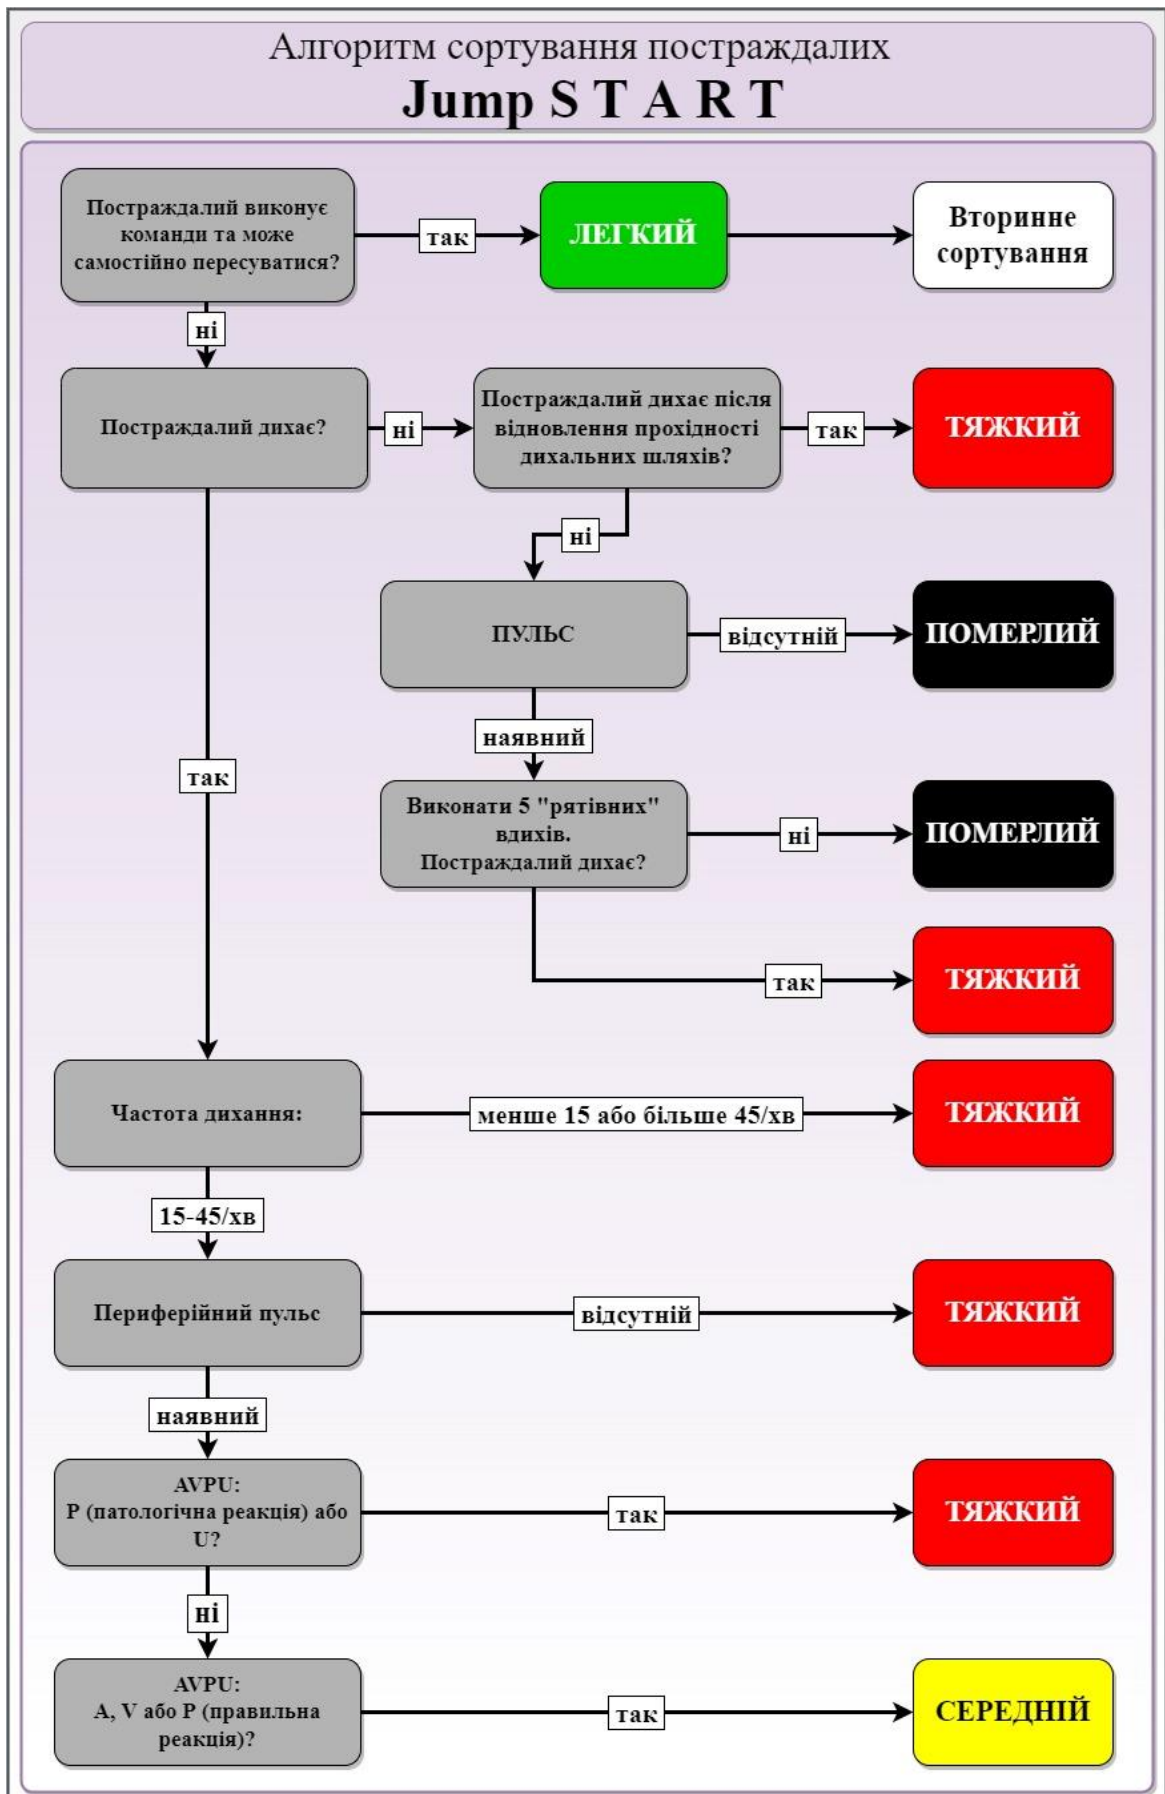 Алгоритм сортування постраждалих
Jump S T A R T
Постраждалий виконує
команди та може
самостійно пересуватися?
так
ЛЕГКИЙ
Вторинне
сортування
ні
Постраждалий дихає?
ні
Постраждалий дихає після
відновлення прохідності
дихальних шляхів?
так
ТЯЖКИЙ
ні
ПУЛЬС
відсутній
ПОМЕРЛИЙ
наявний
так
Виконати 5 "рятівних"
вдихів.
Постраждалий дихає?
ні
ПОМЕРЛИЙ
так
ТЯЖКИЙ
Частота дихання:
менше 15 або більше 45/хв
ТЯЖКИЙ
15-45/хв
Периферійний пульс
відсутній
ТЯЖКИЙ
наявний
AVPU:
P (патологічна реакція) або
U?
так
ТЯЖКИЙ
ні
AVPU:
A, V або P (правильна
реакція)?
так
СЕРЕДНІЙ